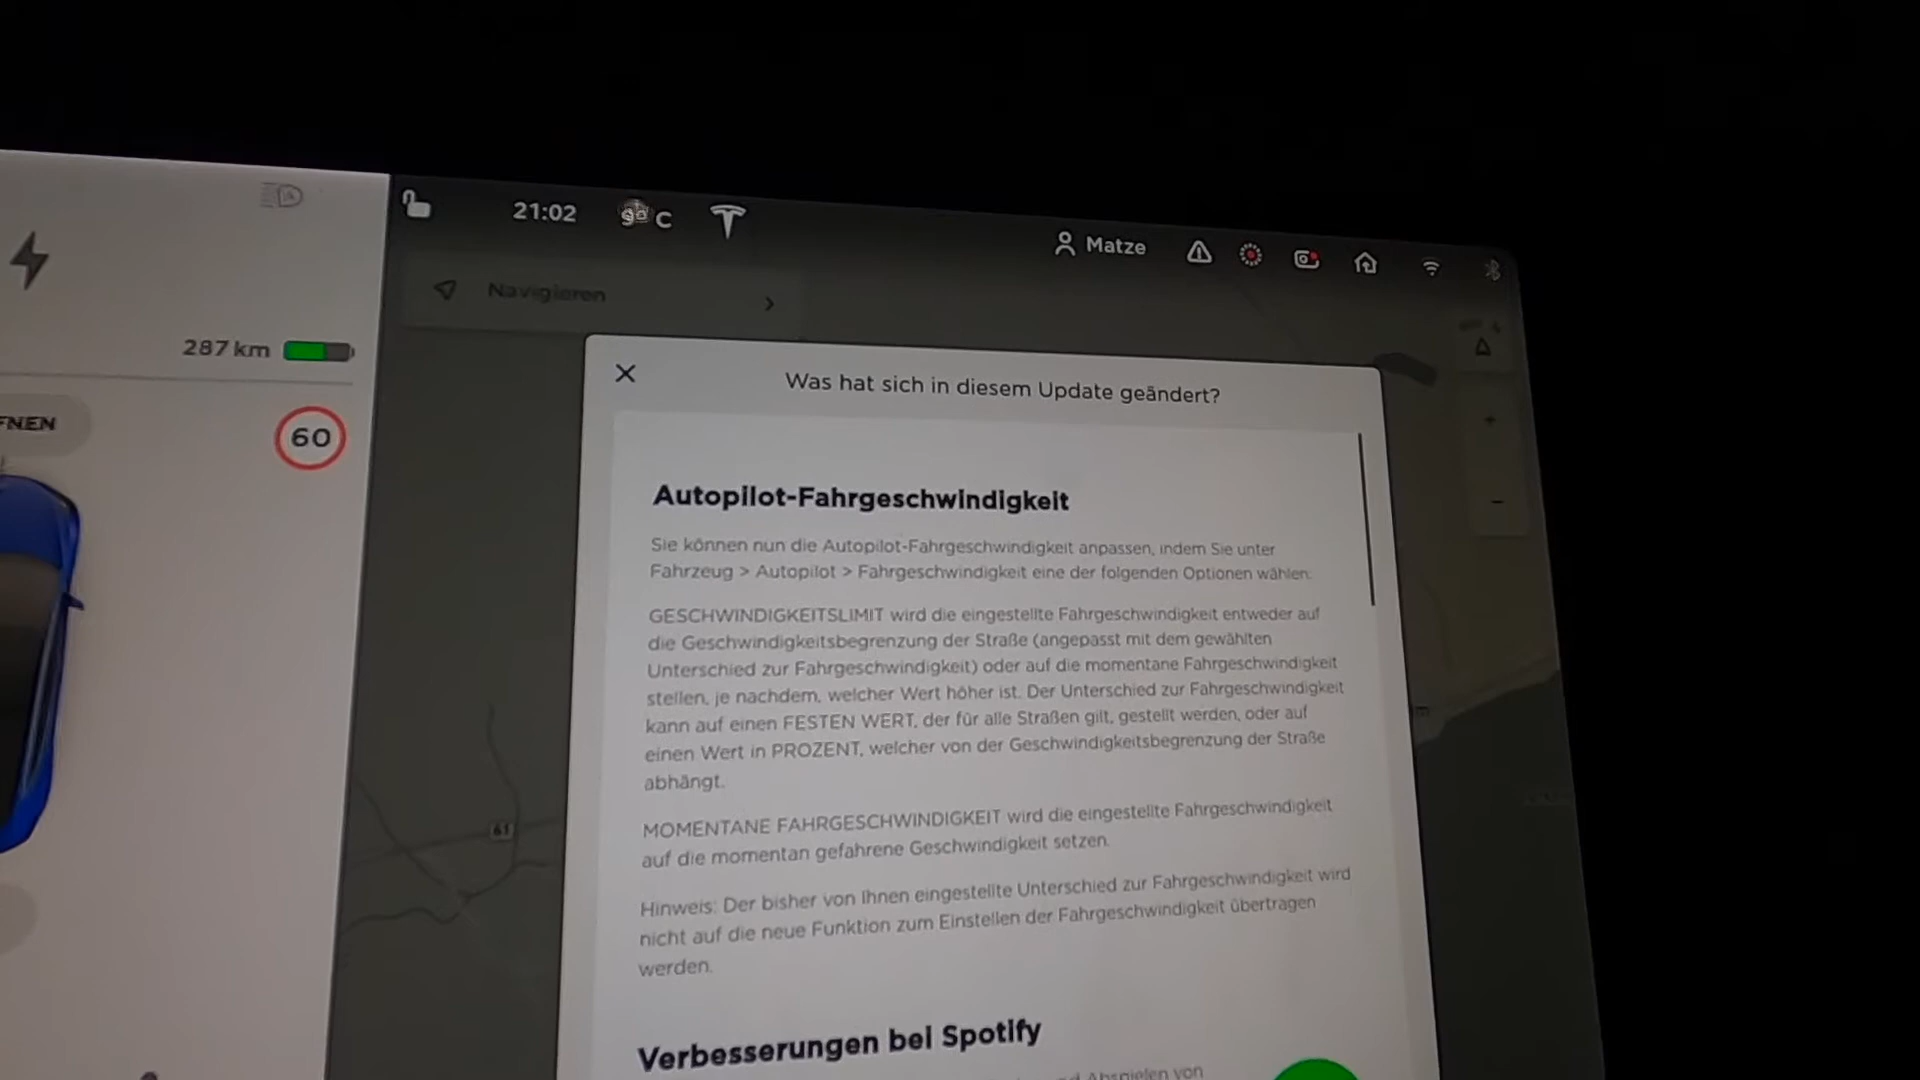 21:02
C
Matze
Navigieren
287 km
FNEN
60
Was hat sich in diesem Update geändert?
Autopilot-Fahrgeschwindigkeit
Sie können nun die Autopilot-Fahrgeschwindigkeit anpassen, indem Sie unter
Fahrzeug > Autopilot > Fahrgeschwindigkeit eine der folgenden Optionen wählen:
GESCHWINDIGKEITSLIMIT wird die eingestellte Fahrgeschwindigkeit entweder auf
die Geschwindigkeitsbegrenzung der Straße (angepasst mit dem gewählten
Unterschied zur Fahrgeschwindigkeit) oder auf die momentane Fahrgeschwindigkeit
stellen, je nachdem, welcher Wert höher ist. Der Unterschied zur Fahrgeschwindigkeit
kann auf einen FESTEN WERT, der für alle Straßen gilt, gestellt werden, oder auf
einen Wert in PROZENT, welcher von der Geschwindigkeitsbegrenzung der Straße
abhängt.
MOMENTANE FAHRGESCHWINDIGKEIT wird die eingestellte Fahrgeschwindigkeit
auf die momentan gefahrene Geschwindigkeit setzen.
Hinweis: Der bisher von Ihnen eingestellte Unterschied zur Fahrgeschwindigkeit wird
nicht auf die neue Funktion zum Einstellen der Fahrgeschwindigkeit übertragen
werden.
61
Verbesserungen bei Spotify
Abspielen von